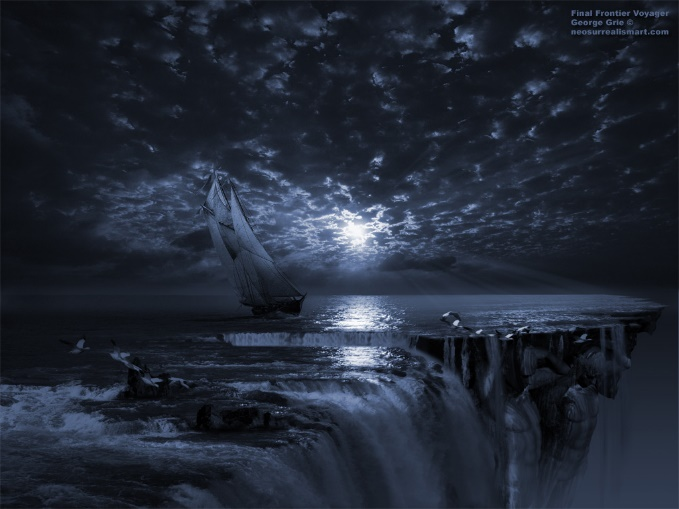 Final Frontier Voyager
George Grie ©
neosurrealismart.com